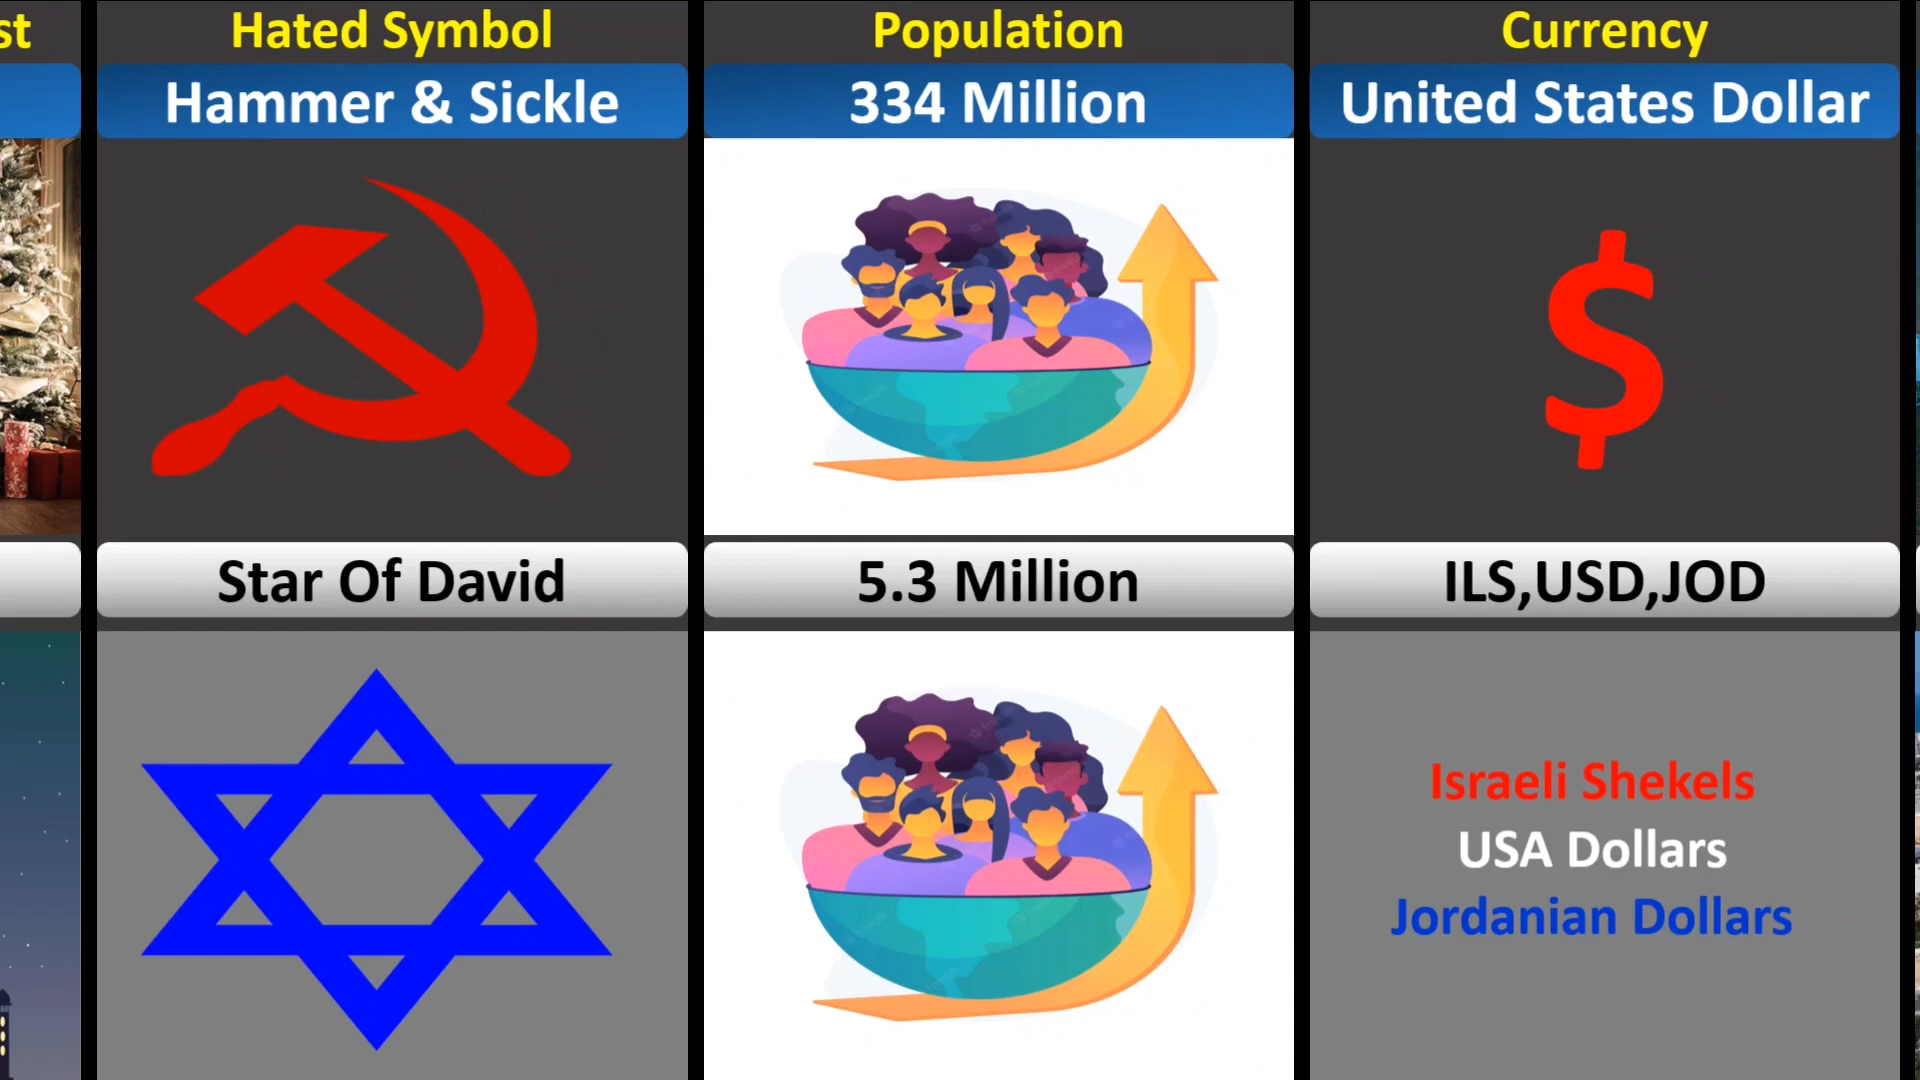 st
Hated Symbol
Population
Currency
Hammer & Sickle
334 Million
United States Dollar
$
Star Of David
5.3 Million
ILS,USD,JOD
Israeli Shekels
USA Dollars
Jordanian Dollars